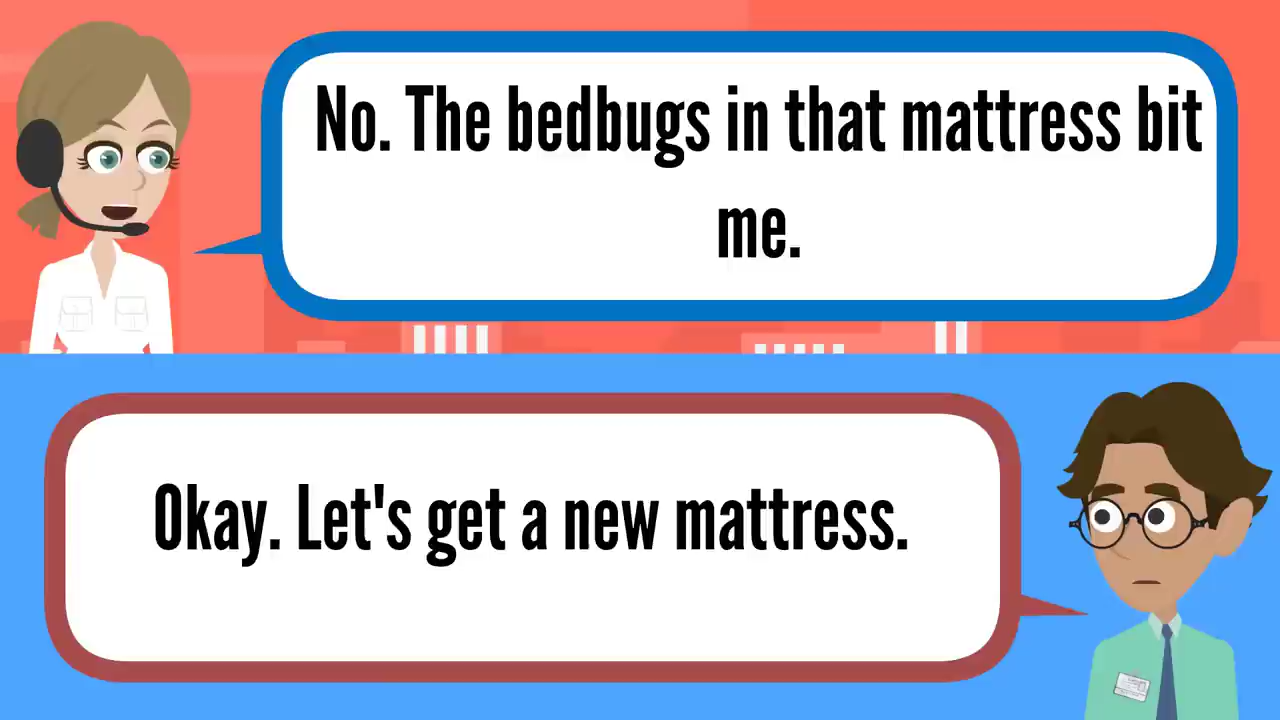 No. The bedbugs in that mattress bit
me.
Okay. Let's get a new mattress.